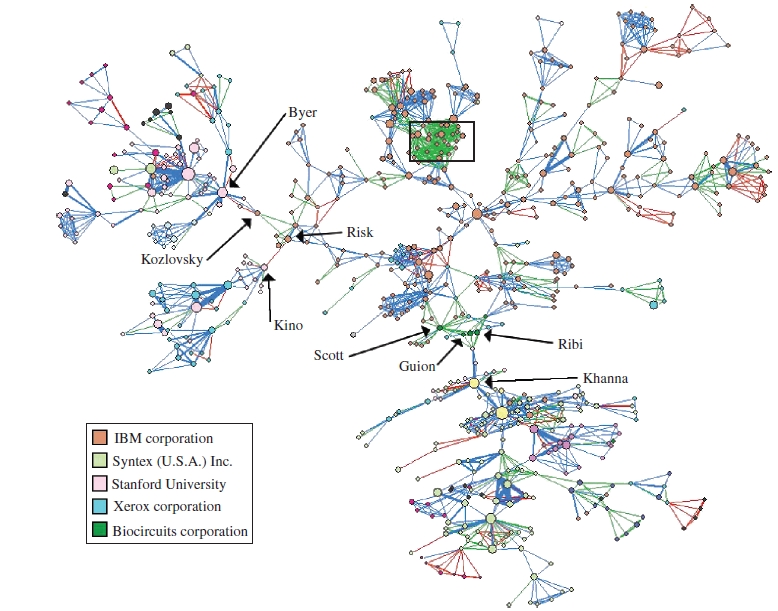 Byer
Risk
Kozlovsky
Kino
Scott
Guion
Ribi
Khanna
IBM corporation
Syntex (U.S.A.) Inc.
Stanford University
Xerox corporation
Biocircuits corporation